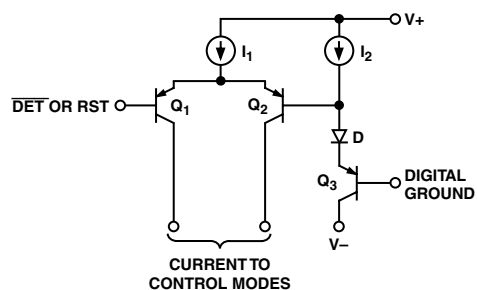 V+
I1
I2
DET OR RST
Q1
Q2
D
Q3
DIGITAL
GROUND
V–
CURRENT TO
CONTROL MODES